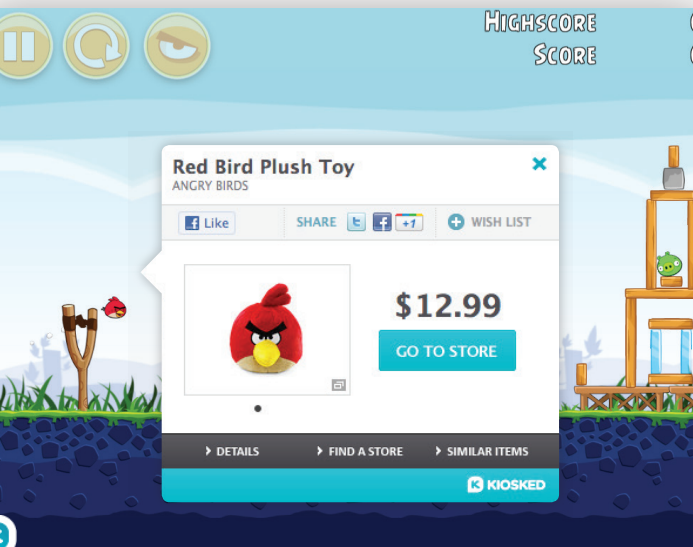 HIGHSCORE
SCORE
Red Bird Plush Toy
ANGRY BIRDS
Like
SHARE
+1
WISH LIST
$12.99
GO TO STORE
DETAILS
FIND A STORE
SIMILAR ITEMS
KIOSKED